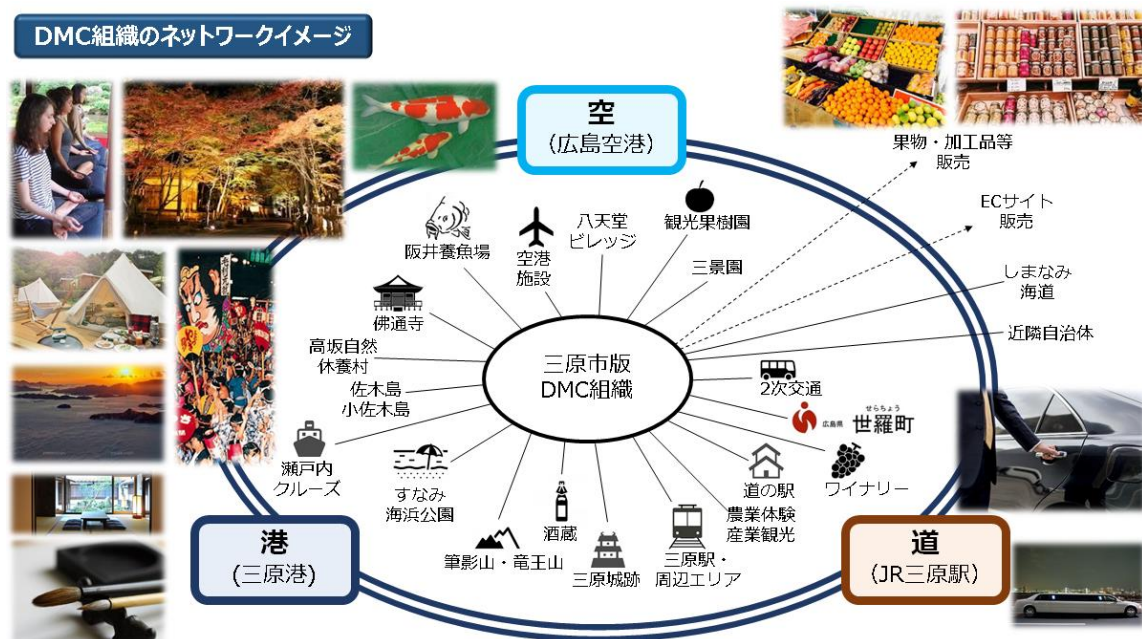 DMC組織のネットワークイメージ
空
(広島空港)
果物・加工品等
販売
ECサイト
販売
しまなみ
海道
近隣自治体
阪井養魚場
空港
施設
八天堂
ビレッジ
観光果樹園
三景園
佛通寺
高坂自然
休養村
佐木島
小佐木島
三原市版
DMC組織
2次交通
広島県
せらちょう
世羅町
瀬戸内
クルーズ
すなみ
海浜公園
筆影山・竜王山
酒蔵
三原城跡
三原駅・
周辺エリア
道の駅
農業体験
産業観光
ワイナリー
港
(三原港)
道
(JR三原駅)